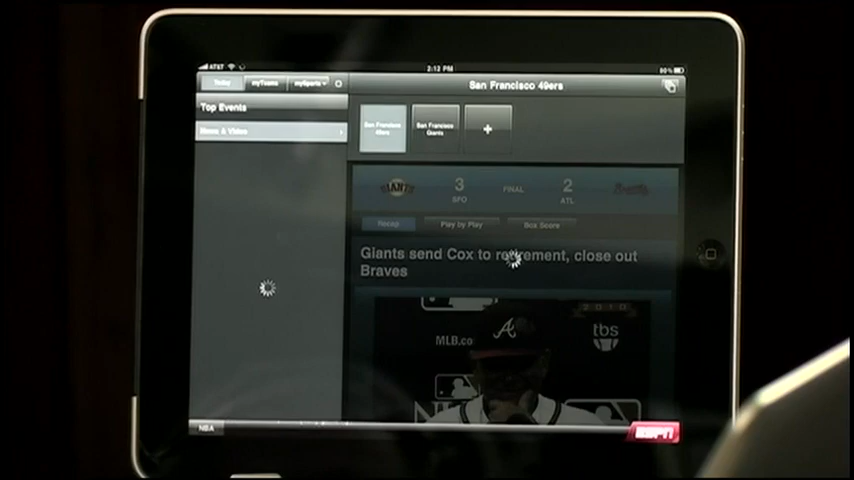 AT&T
2:12 PM
80%
Today
myTeams
mySports
San Francisco 49ers
Top Events
News & Video
San Francisco
49ers
San Francisco
Giants
+
GIANTS
3
SFO
FINAL
2
ATL
Recap
Play by Play
Box Score
Giants send Cox to retirement, close out
Braves
2010
tbs
A
MLB.co
NBA
ESPN